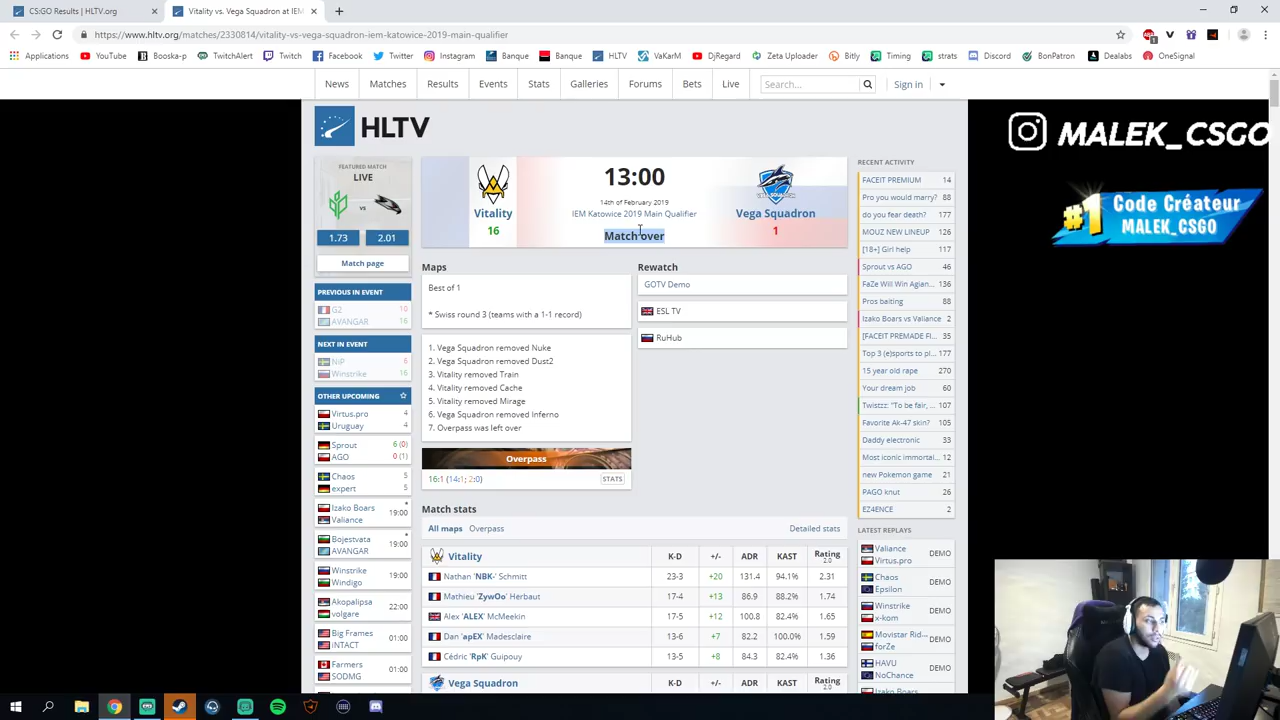 CS:GO Results | HLTV.org
Vitality vs. Vega Squadron at IEM
https://www.hltv.org/matches/2330814/vitality-vs-vega-squadron-iem-katowice-2019-main-qualifier
Applications YouTube Booska-p TwitchAlert Twitch Facebook Twitter Instagram Banque Banque HLTV VaKarM DjRegard Zeta Uploader Bitly Timing strats Discord BonPatron Dealabs OneSignal
News Matches Results Events Stats Galleries Forums Bets Live Search... Sign in
HLTV
FEATURED MATCH
LIVE
vs
1.73 2.01
Match page
PREVIOUS IN EVENT
G2 10
AVANGAR 16
NEXT IN EVENT
NiP 6
Winstrike 16
OTHER UPCOMING
Virtus.pro 4
Uruguay 4
Sprout 6 (0)
AGO 0 (1)
Chaos 5
expert 5
Izako Boars
19:00
Valiance
Bojestvata
19:00
AVANGAR
Winstrike
19:00
Windigo
Akopalipsa
22:00
volgare
Big Frames
01:00
INTACT
Farmers
01:00
SODMG
Vitality
16
13:00
14th of February 2019
IEM Katowice 2019 Main Qualifier
Match over
Vega Squadron
1
Maps
Best of 1
* Swiss round 3 (teams with a 1-1 record)
1. Vega Squadron removed Nuke
2. Vega Squadron removed Dust2
3. Vitality removed Train
4. Vitality removed Cache
5. Vitality removed Mirage
6. Vega Squadron removed Inferno
7. Overpass was left over
Overpass
16:1 (14:1; 2:0) STATS
Rewatch
GOTV Demo
ESL TV
RuHub
Match stats
All maps Overpass Detailed stats
Vitality K-D +/- ADR KAST Rating 2.0
Nathan 'NBK-' Schmitt 23-3 +20 131.4 94.1% 2.31
Mathieu 'ZywOo' Herbaut 17-4 +13 86.9 88.2% 1.74
Alex 'ALEX' McMeekin 17-5 +12 100.8 82.4% 1.65
Dan 'apEX' Madesclaire 13-6 +7 82.2 100.0% 1.59
Cédric 'RpK' Guipouy 13-5 +8 84.3 82.4% 1.36
Vega Squadron K-D +/- ADR KAST Rating 2.0
RECENT ACTIVITY
FACEIT PREMIUM 14
Pro you would marry? 88
do you fear death? 177
MOUZ NEW LINEUP 126
[18+] Girl help 117
Sprout vs AGO 46
FaZe Will Win Agian... 136
Pros baiting 88
Izako Boars vs Valiance 2
[FACEIT PREMADE FI... 35
Top 3 (e)sports to pl... 177
15 year old rape 270
Your dream job 60
Twistzz: "To be fair, ... 107
Favorite Ak-47 skin? 105
Daddy electronic 33
Most iconic immortal... 12
new Pokemon game 21
PAGO knut 26
EZ4ENCE 2
LATEST REPLAYS
Valiance
DEMO
Virtus.pro
Chaos
DEMO
Epsilon
Winstrike
DEMO
x-kom
Movistar Rid...
DEMO
forZe
HAVU
DEMO
NoChance
Izako Boars
MALEK_CSGO
#1 Code Créateur
MALEK_CSGO